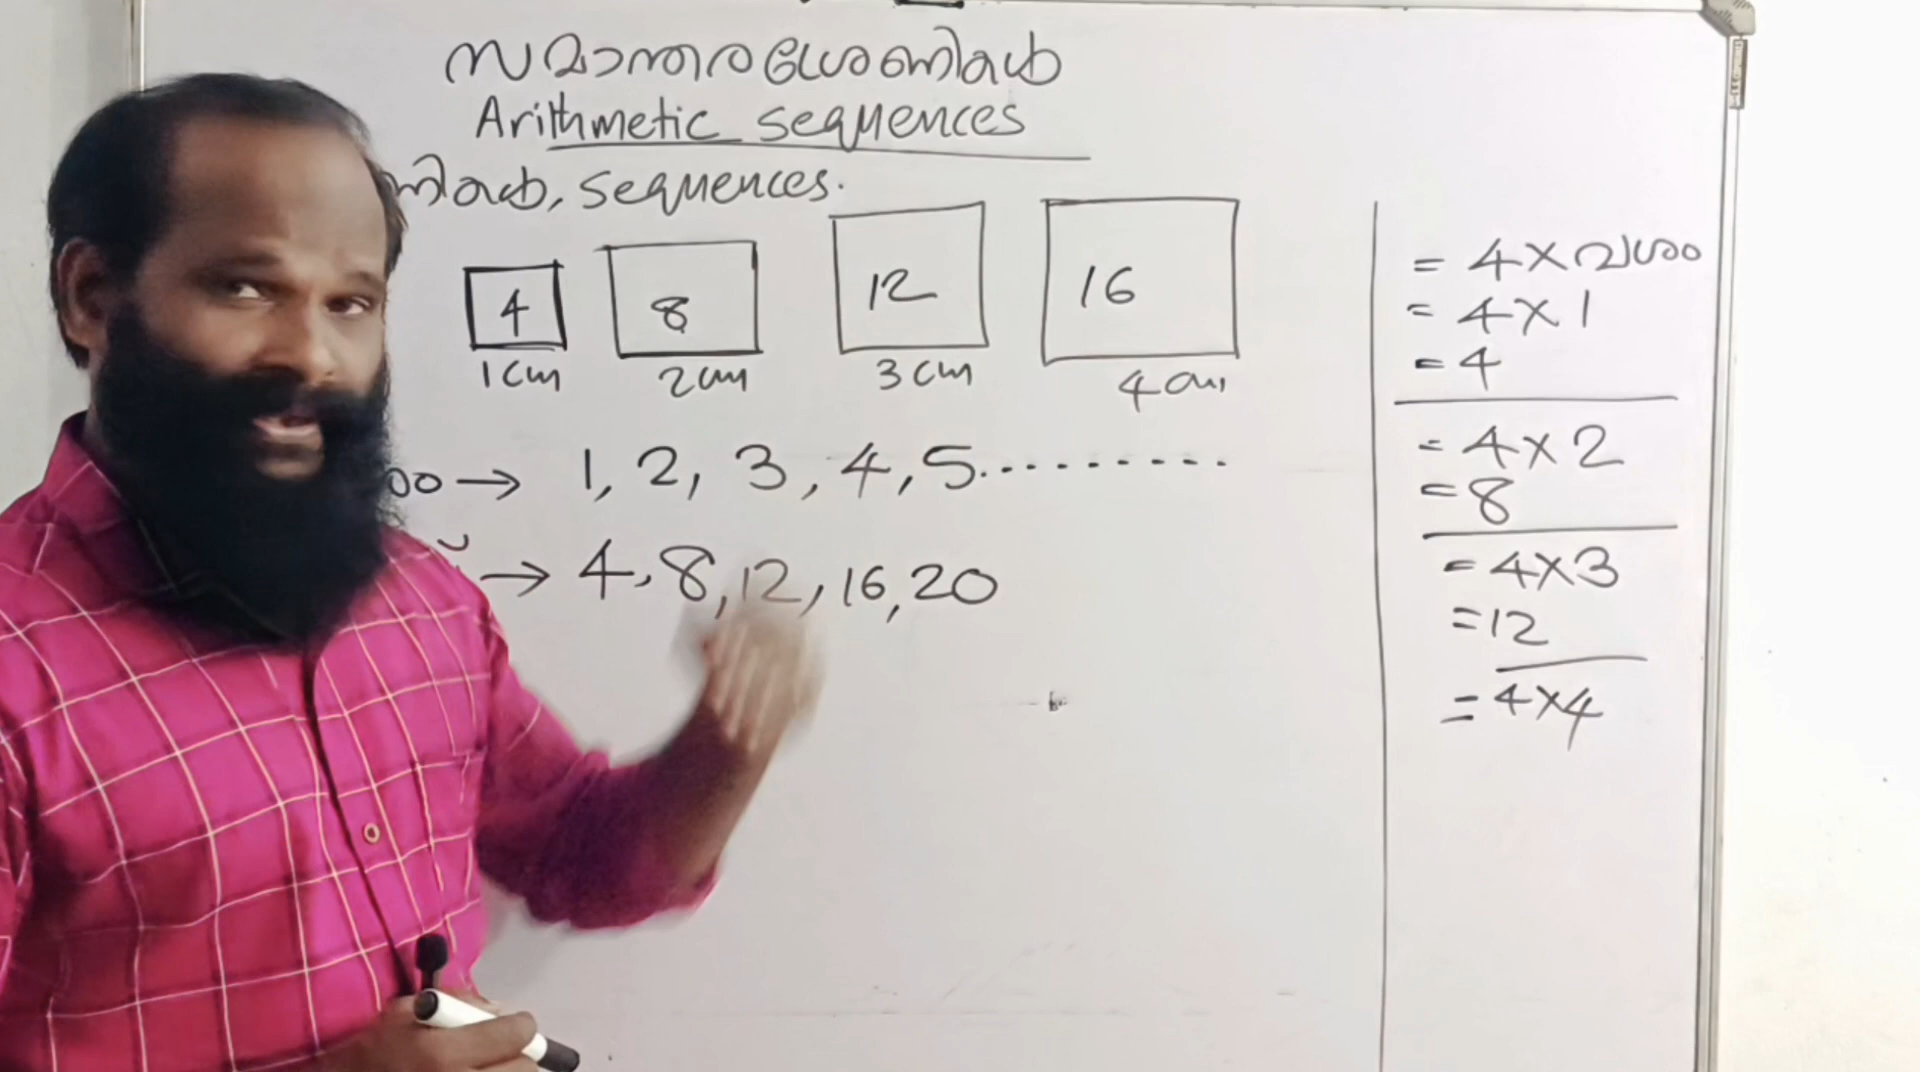 സമാന്തരശ്രേണികൾ
Arithmetic sequences
sequences.
4 8 12 16
1cm 2cm 3cm 4cm
→ 1, 2, 3, 4, 5.........
→ 4, 8, 12, 16, 20
= 4×വശം
= 4×1
= 4
= 4×2
= 8
= 4×3
= 12
= 4×4